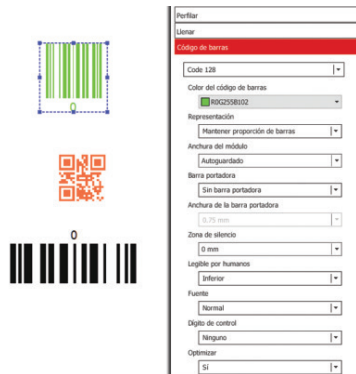 Perfilar
Llenar
Código de barras
Code 128
Color del código de barras
R0G255B102
Representación
Mantener proporción de barras
Anchura del módulo
Autoguardado
Barra portadora
Sin barra portadora
Anchura de la barra portadora
0.75 mm
Zona de silencio
0 mm
Legible por humanos
Inferior
Fuente
Normal
Dígito de control
Ninguno
Optimizar
Sí
0
0